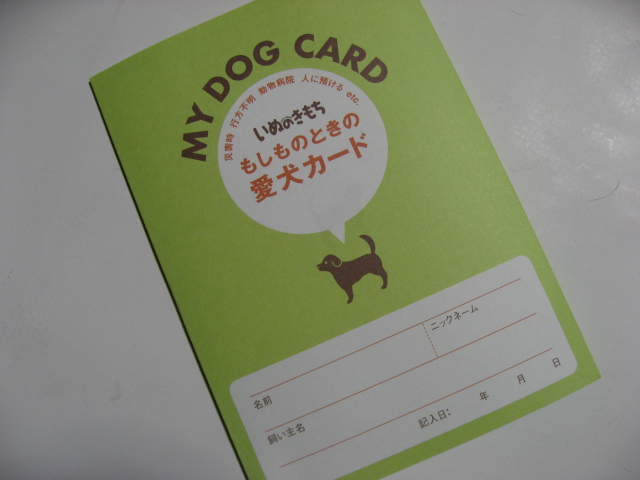 MY DOG CARD
災害時 行方不明 動物病院 人に預ける etc.
いぬのきもち
もしものときの
愛犬カード
名前 ニックネーム
飼い主名
記入日: 年 月 日